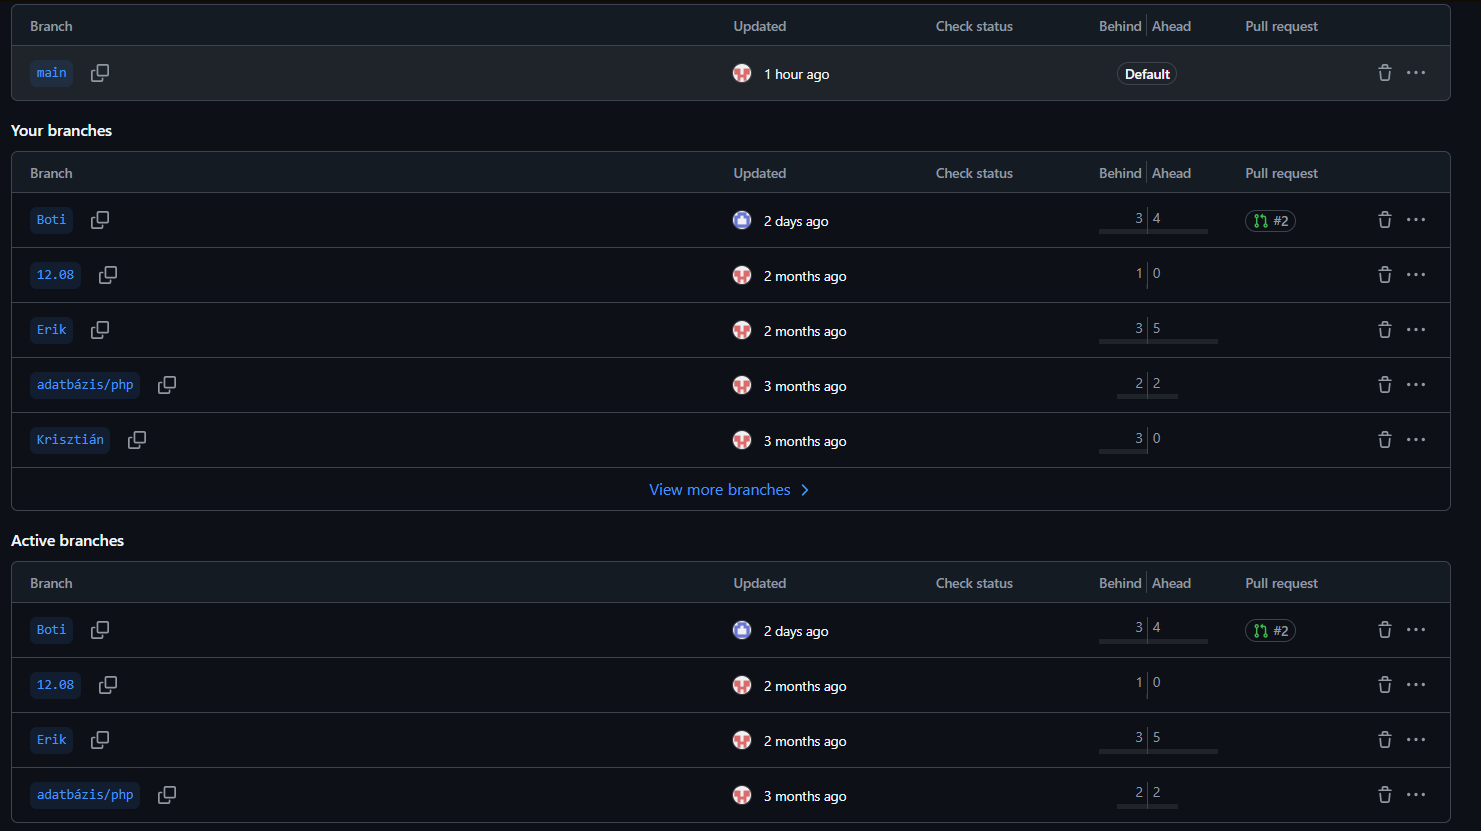 Branch Updated Check status Behind Ahead Pull request
main 1 hour ago Default
Your branches
Branch Updated Check status Behind Ahead Pull request
Boti 2 days ago 3 4 #2
12.08 2 months ago 1 0
Erik 2 months ago 3 5
adatbázis/php 3 months ago 2 2
Krisztián 3 months ago 3 0
View more branches
Active branches
Branch Updated Check status Behind Ahead Pull request
Boti 2 days ago 3 4 #2
12.08 2 months ago 1 0
Erik 2 months ago 3 5
adatbázis/php 3 months ago 2 2